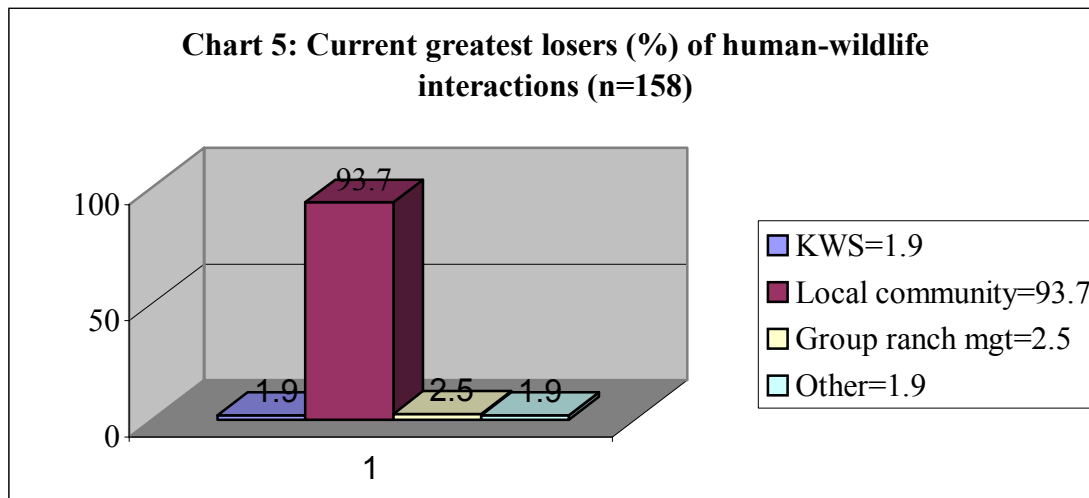 Chart 5: Current greatest losers (%) of human-wildlife
interactions (n=158)
100
50
0
93.7
1.9
2.5
1.9
1
KWS=1.9
Local community=93.7
Group ranch mgt=2.5
Other=1.9